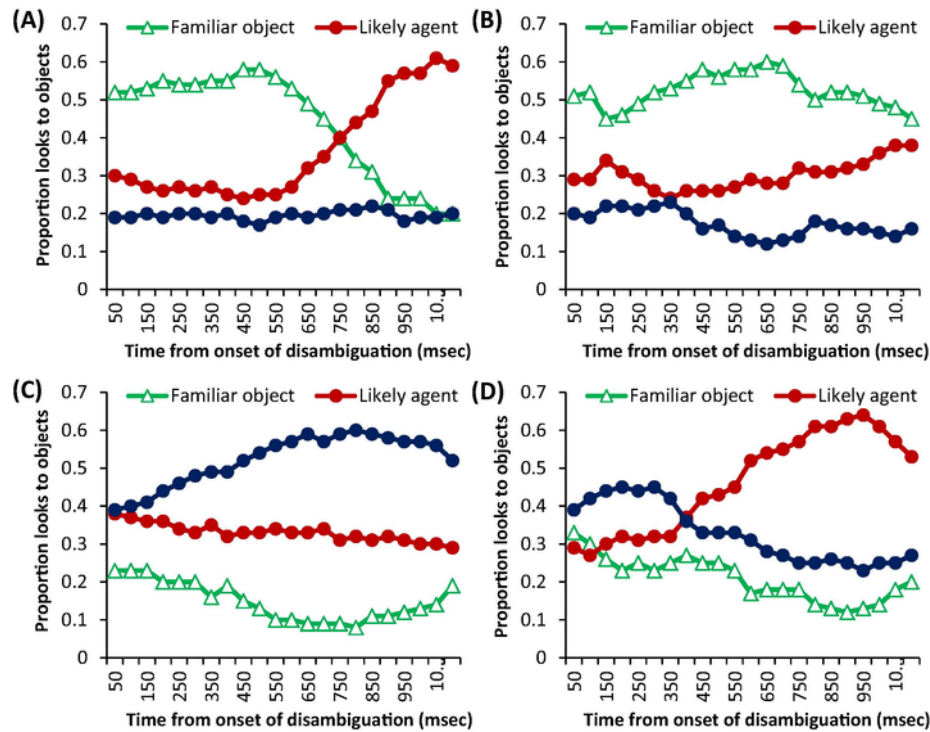 (A)
Familiar object Likely agent
Proportion looks to objects
0.7
0.6
0.5
0.4
0.3
0.2
0.1
0
50 150 250 350 450 550 650 750 850 950 10...
Time from onset of disambiguation (msec)
(B)
Familiar object Likely agent
Proportion looks to objects
0.7
0.6
0.5
0.4
0.3
0.2
0.1
0
50 150 250 350 450 550 650 750 850 950 10...
Time from onset of disambiguation (msec)
(C)
Familiar object Likely agent
Proportion looks to objects
0.7
0.6
0.5
0.4
0.3
0.2
0.1
0
50 150 250 350 450 550 650 750 850 950 10...
Time from onset of disambiguation (msec)
(D)
Familiar object Likely agent
Proportion looks to objects
0.7
0.6
0.5
0.4
0.3
0.2
0.1
0
50 150 250 350 450 550 650 750 850 950 10...
Time from onset of disambiguation (msec)